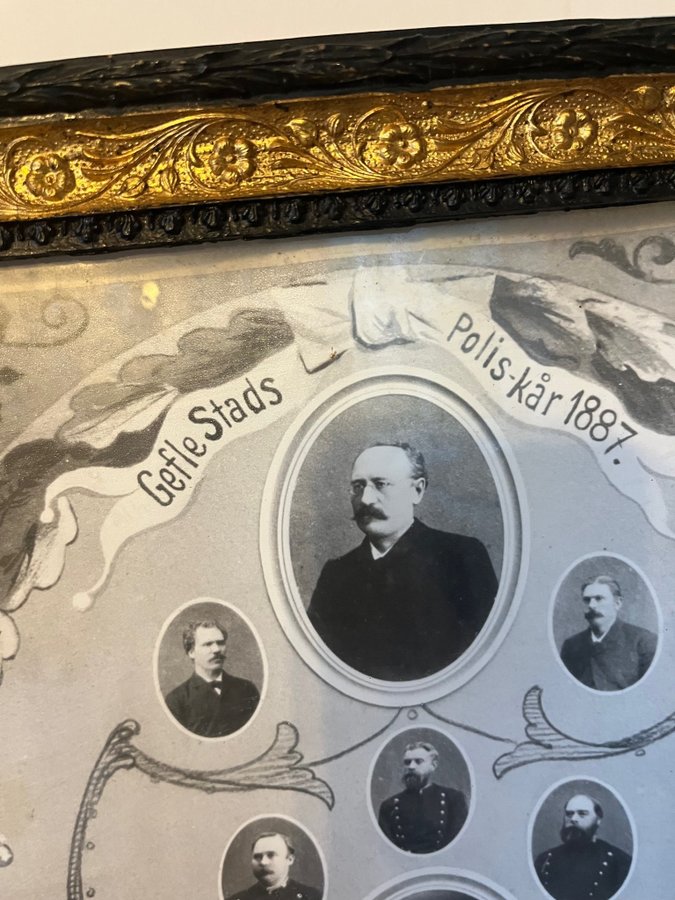 Gefle Stads
Polis-kår 1887.